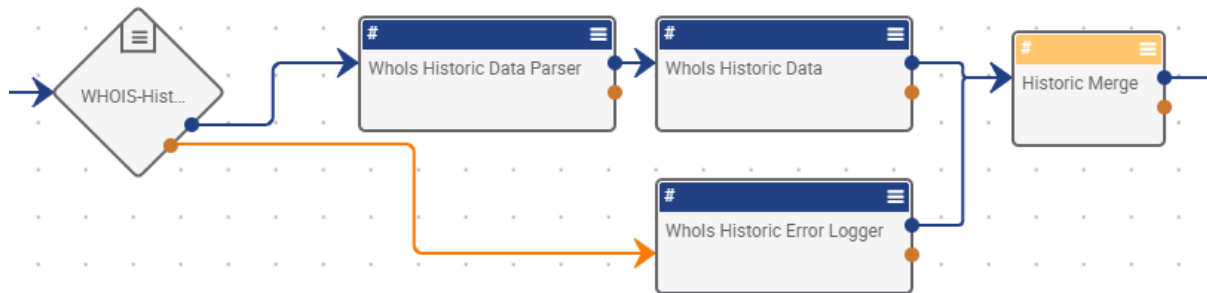 WHOIS-Hist...
#
WhoIs Historic Data Parser
#
WhoIs Historic Data
#
Historic Merge
#
WhoIs Historic Error Logger